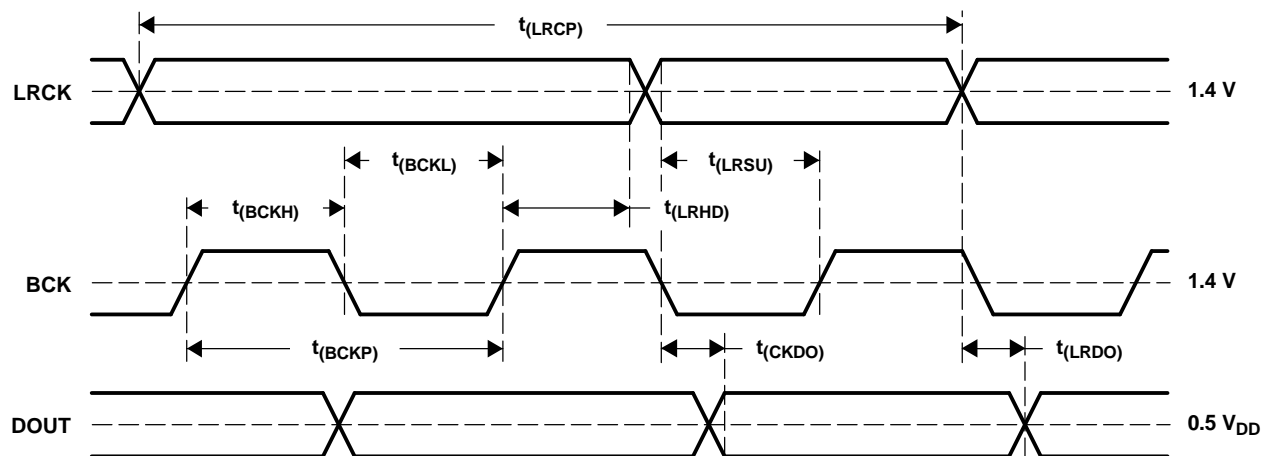 t(LRCP)
LRCK
1.4 V
t(BCKL)
t(LRSU)
t(BCKH)
t(LRHD)
BCK
1.4 V
t(BCKP)
t(CKDO)
t(LRDO)
DOUT
0.5 VDD